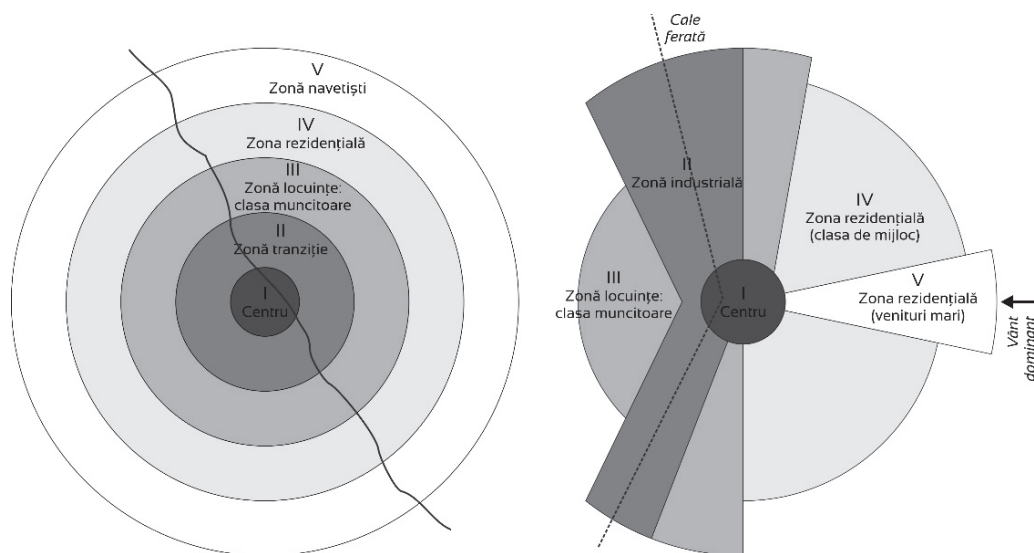 V
Zonă navetiști
IV
Zona rezidențială
III
Zonă locuințe:
clasa muncitoare
II
Zonă tranziție
I
Centru
Cale
ferată
II
Zonă industrială
III
Zonă locuințe:
clasa muncitoare
I
Centru
IV
Zona rezidențială
(clasa de mijloc)
V
Zona rezidențială
(venituri mari)
Vânt
dominant